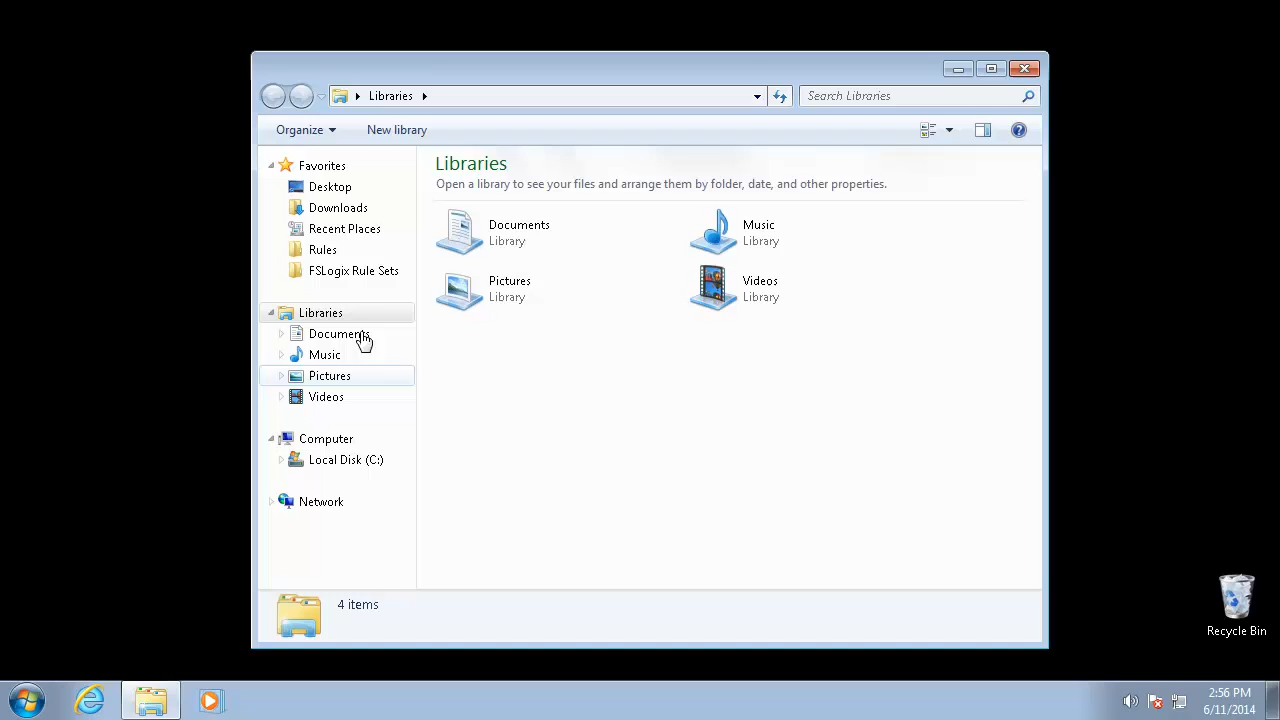 Libraries
Search Libraries
Organize
New library
Favorites
Desktop
Downloads
Recent Places
Rules
FSLogix Rule Sets
Libraries
Documents
Music
Pictures
Videos
Computer
Local Disk (C:)
Network
Libraries
Open a library to see your files and arrange them by folder, date, and other properties.
Documents
Library
Music
Library
Pictures
Library
Videos
Library
4 items
Recycle Bin
2:56 PM
6/11/2014